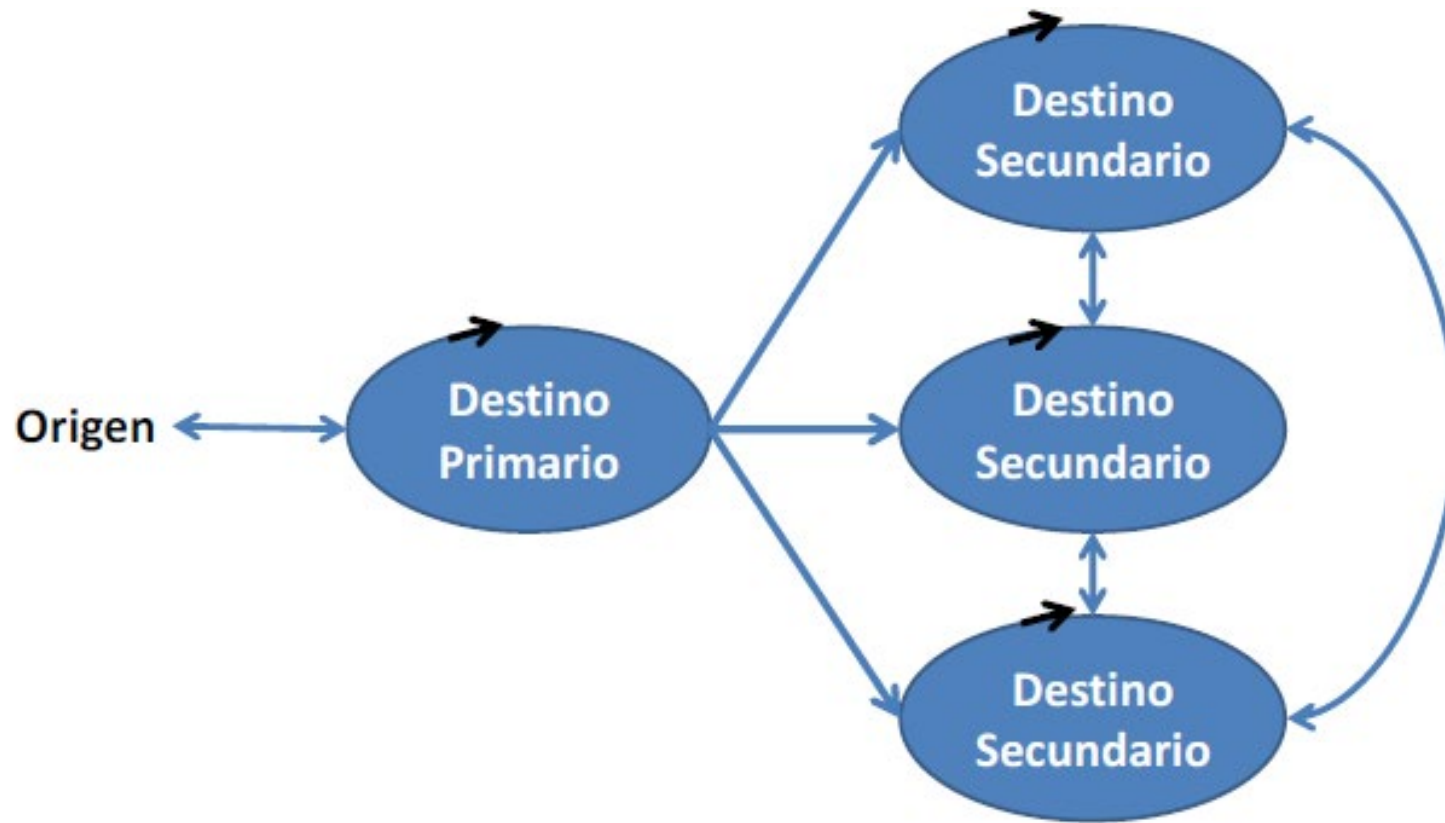 Destino
Secundario
Origen
Destino
Primario
Destino
Secundario
Destino
Secundario